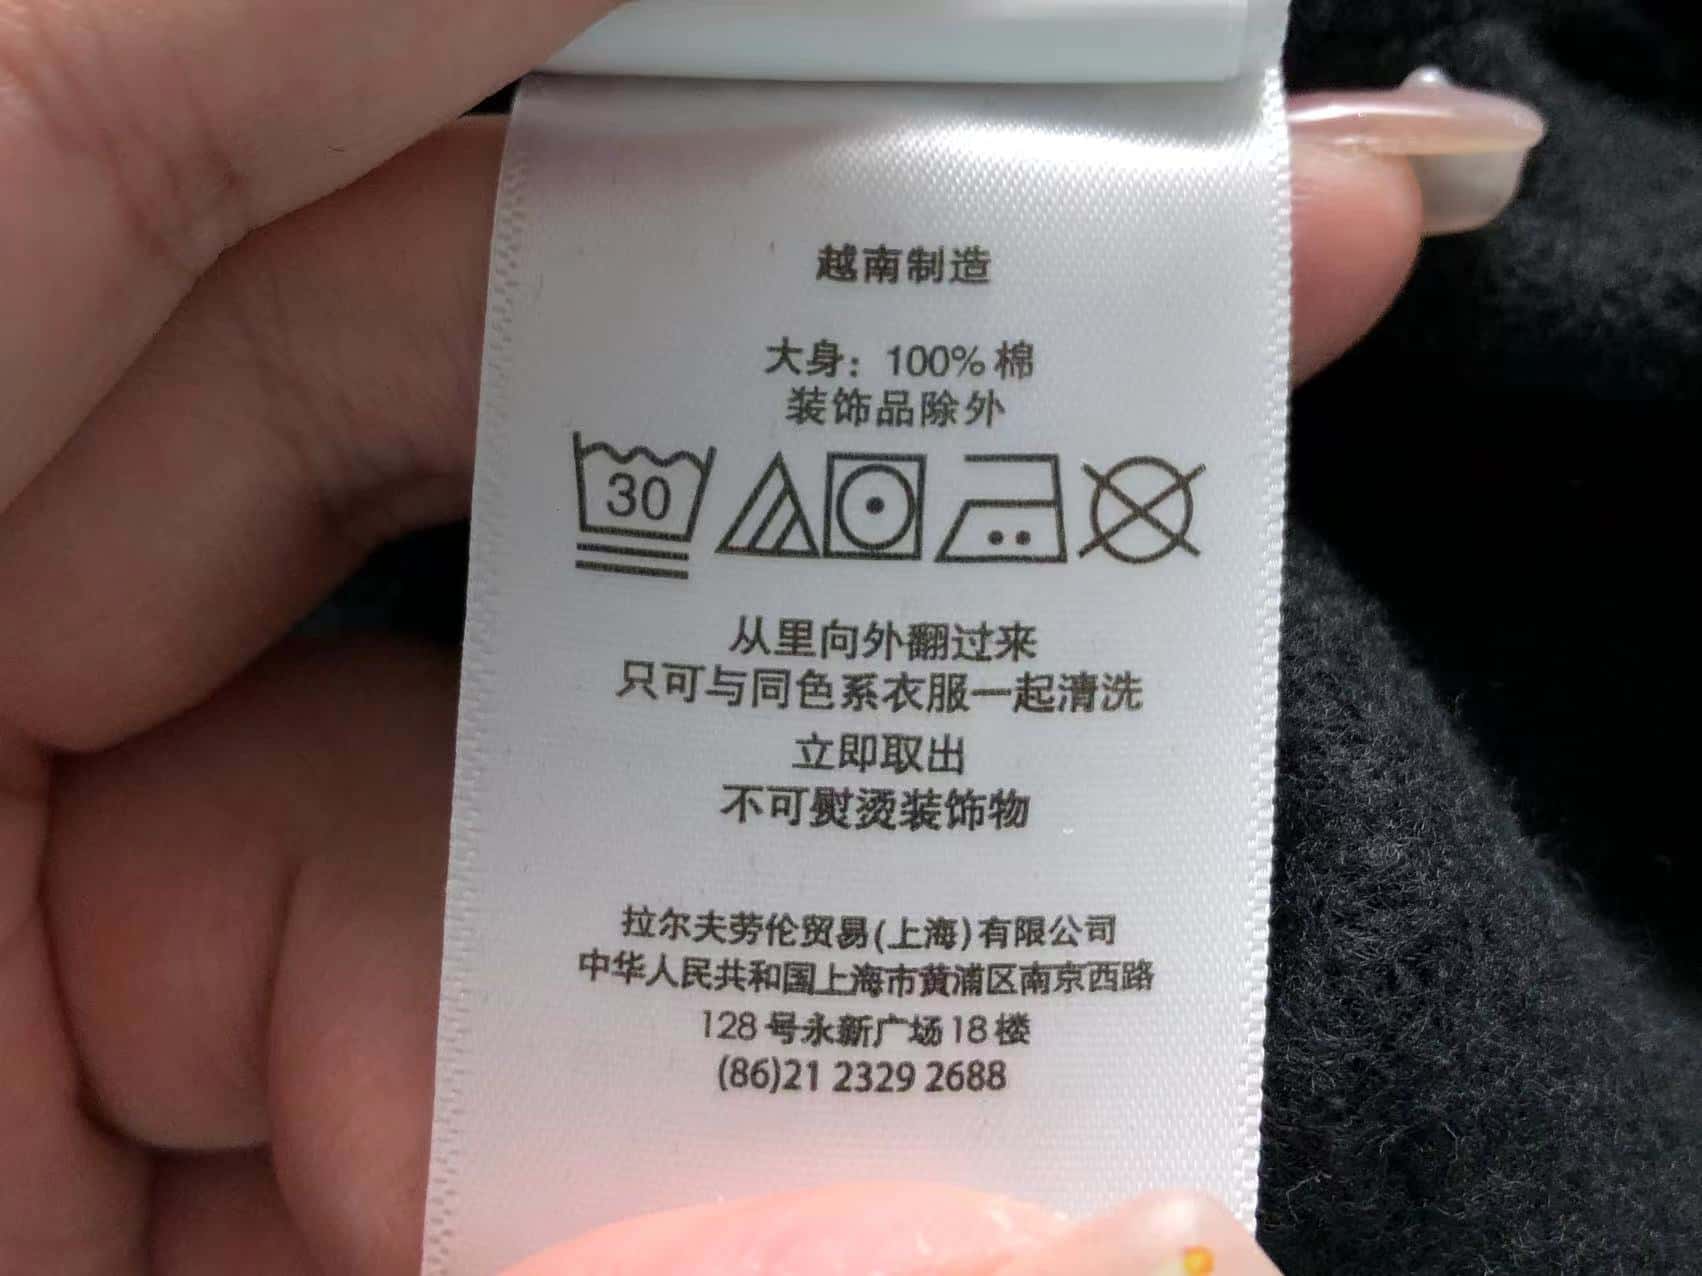 越南制造
大身：100% 棉
装饰品除外
30
从里向外翻过来
只可与同色系衣服一起清洗
立即取出
不可熨烫装饰物
拉尔夫劳伦贸易(上海)有限公司
中华人民共和国上海市黄浦区南京西路
128 号永新广场 18 楼
(86)21 2329 2688